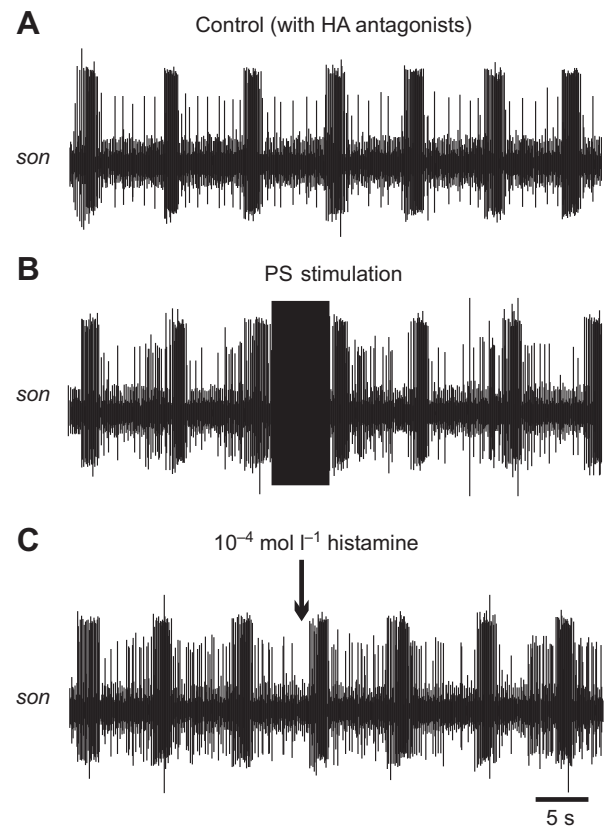 A
Control (with HA antagonists)
son
B
PS stimulation
son
C
10⁻⁴ mol l⁻¹ histamine
son
5 s